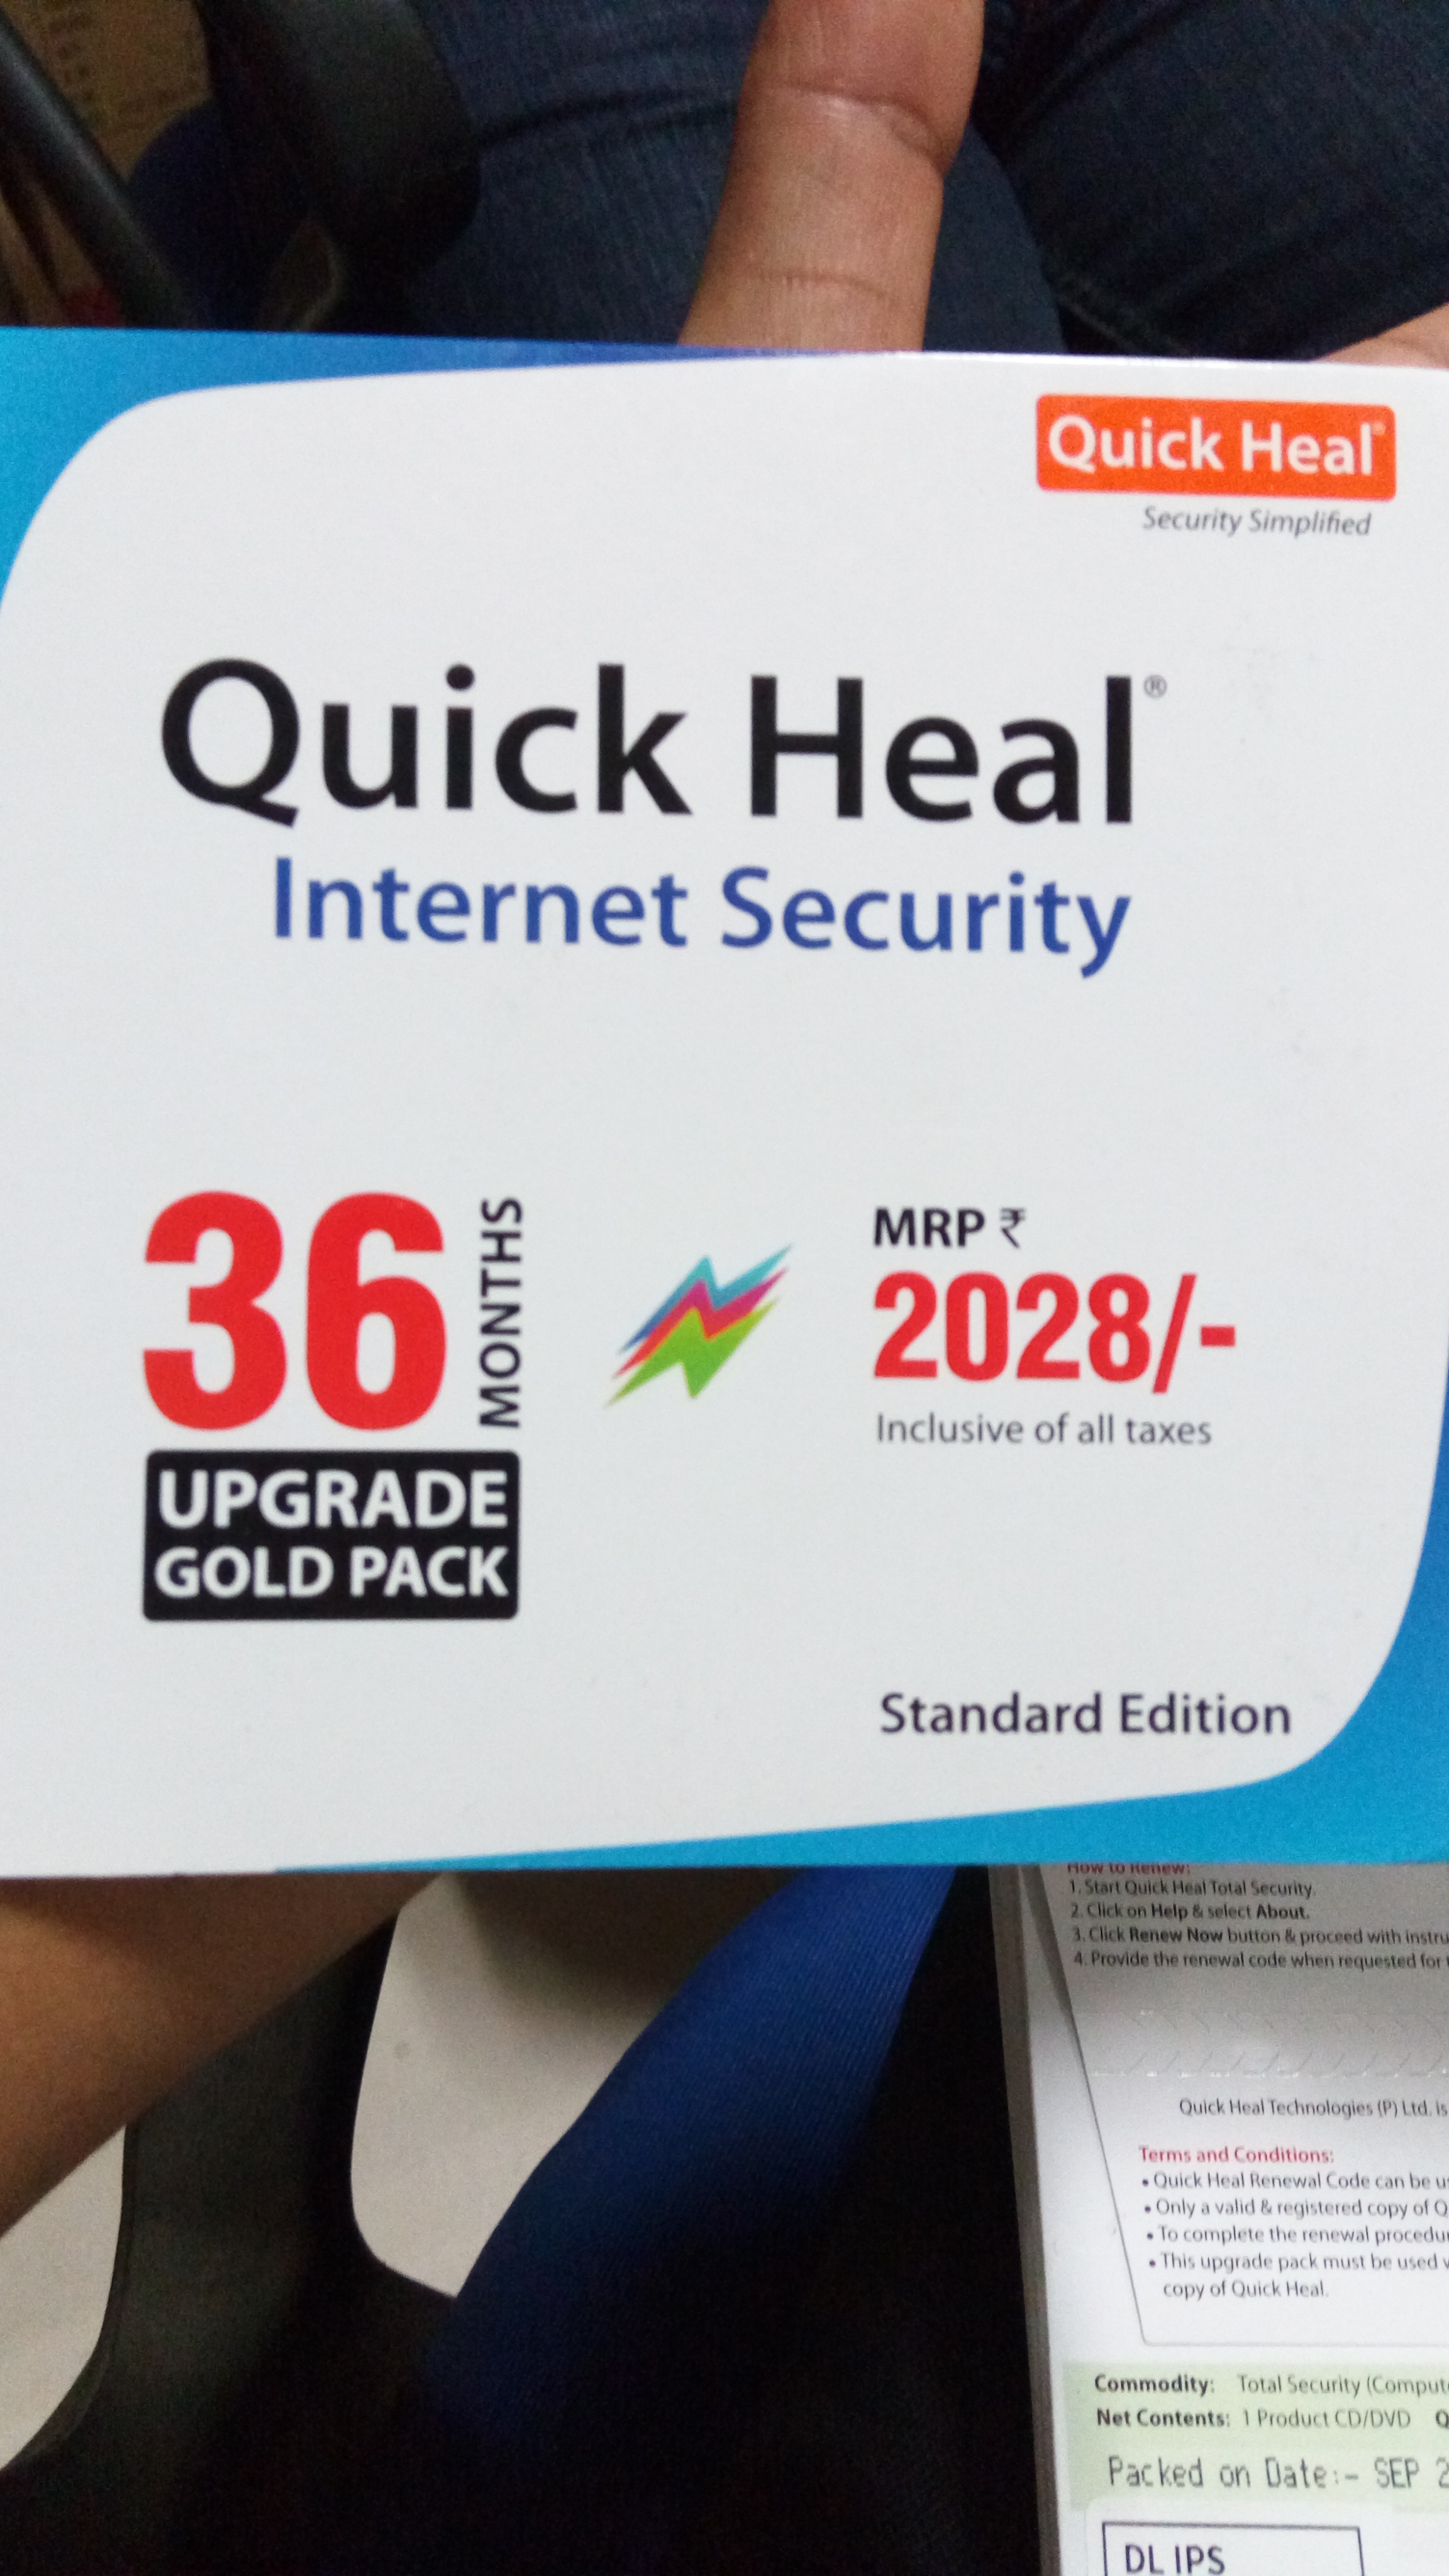 Quick Heal®
Security Simplified
Quick Heal®
Internet Security
36 MONTHS
UPGRADE
GOLD PACK
MRP ₹
2028/-
Inclusive of all taxes
Standard Edition
How to Renew:
1. Start Quick Heal Total Security.
2. Click on Help & select About.
3. Click Renew Now button & proceed with
4. Provide the renewal code when requested for
Quick Heal Technologies (P) Ltd. is
Terms and Conditions:
• Quick Heal Renewal Code can be
• Only a valid & registered copy of
• To complete the renewal
• This upgrade pack must be used
copy of Quick Heal.
Commodity: Total Security
Net Contents: 1 Product CD/DVD
Packed on Date:- SEP
DL IPS